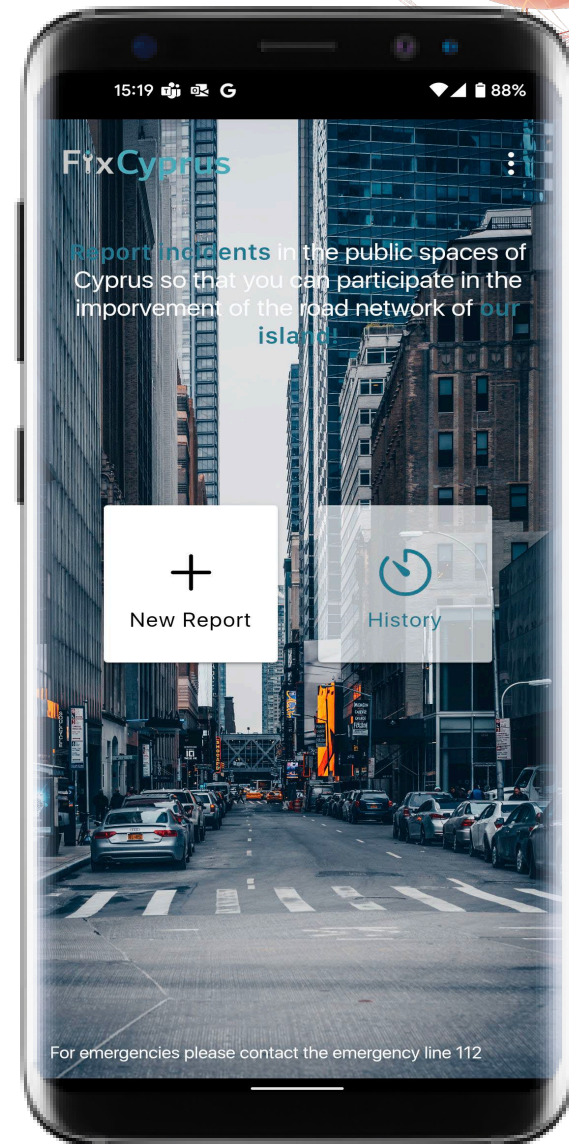 15:19 G 88%
FixCyprus
Report incidents in the public spaces of
Cyprus so that you can participate in the
imporvement of the road network of our
island!
New Report
History
For emergencies please contact the emergency line 112